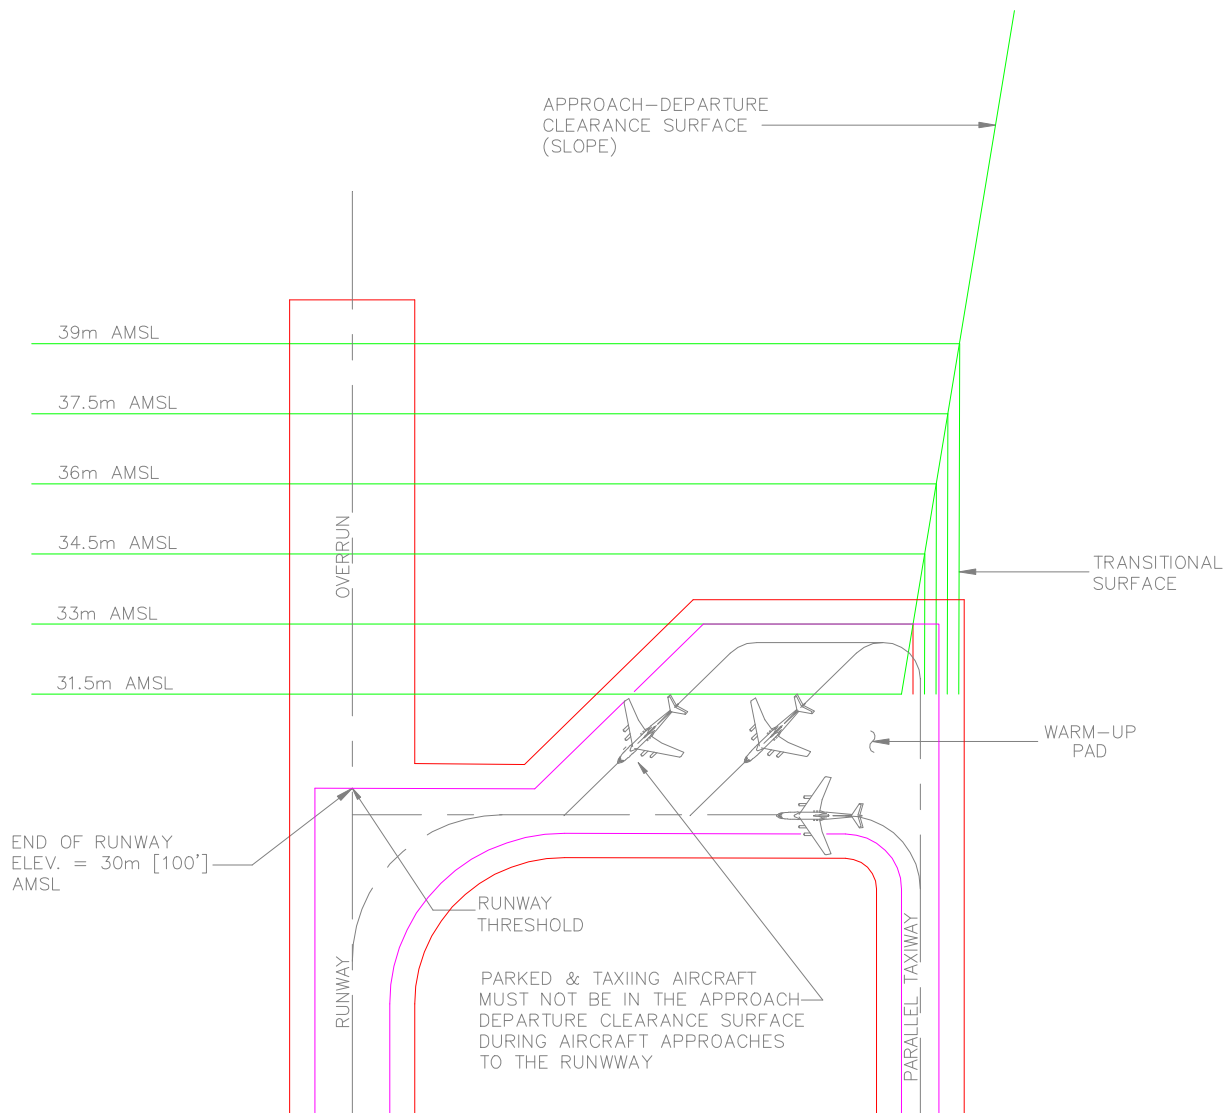 APPROACH-DEPARTURE
CLEARANCE SURFACE
(SLOPE)
39m AMSL
37.5m AMSL
36m AMSL
34.5m AMSL
33m AMSL
31.5m AMSL
OVERRUN
TRANSITIONAL
SURFACE
WARM-UP
PAD
END OF RUNWAY
ELEV. = 30m [100']
AMSL
RUNWAY
THRESHOLD
RUNWAY
PARKED & TAXIING AIRCRAFT
MUST NOT BE IN THE APPROACH
DEPARTURE CLEARANCE SURFACE
DURING AIRCRAFT APPROACHES
TO THE RUNWWAY
PARALLEL TAXIWAY